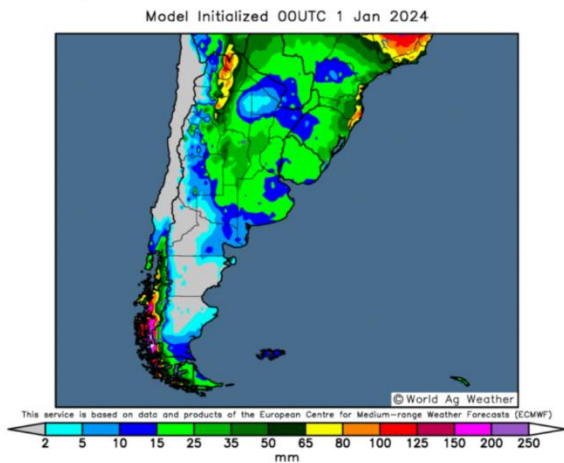 Model Initialized 00UTC 1 Jan 2024
© World Ag Weather
This service is based on data and products of the European Centre for Medium-range Weather Forecasts (ECMWF)
2 5 10 15 25 35 50 65 80 100 125 150 200 250
mm